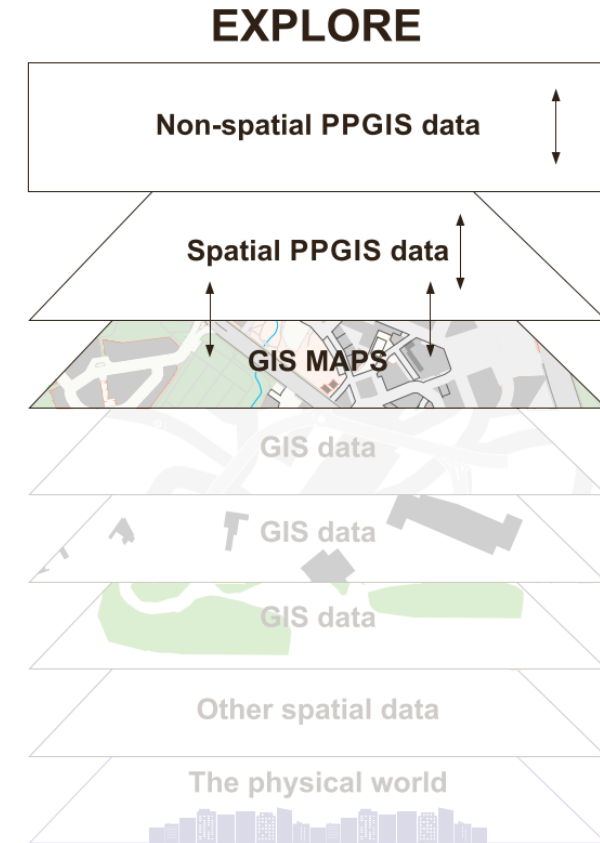 EXPLORE
Non-spatial PPGIS data
Spatial PPGIS data
GIS MAPS
GIS data
GIS data
GIS data
Other spatial data
The physical world